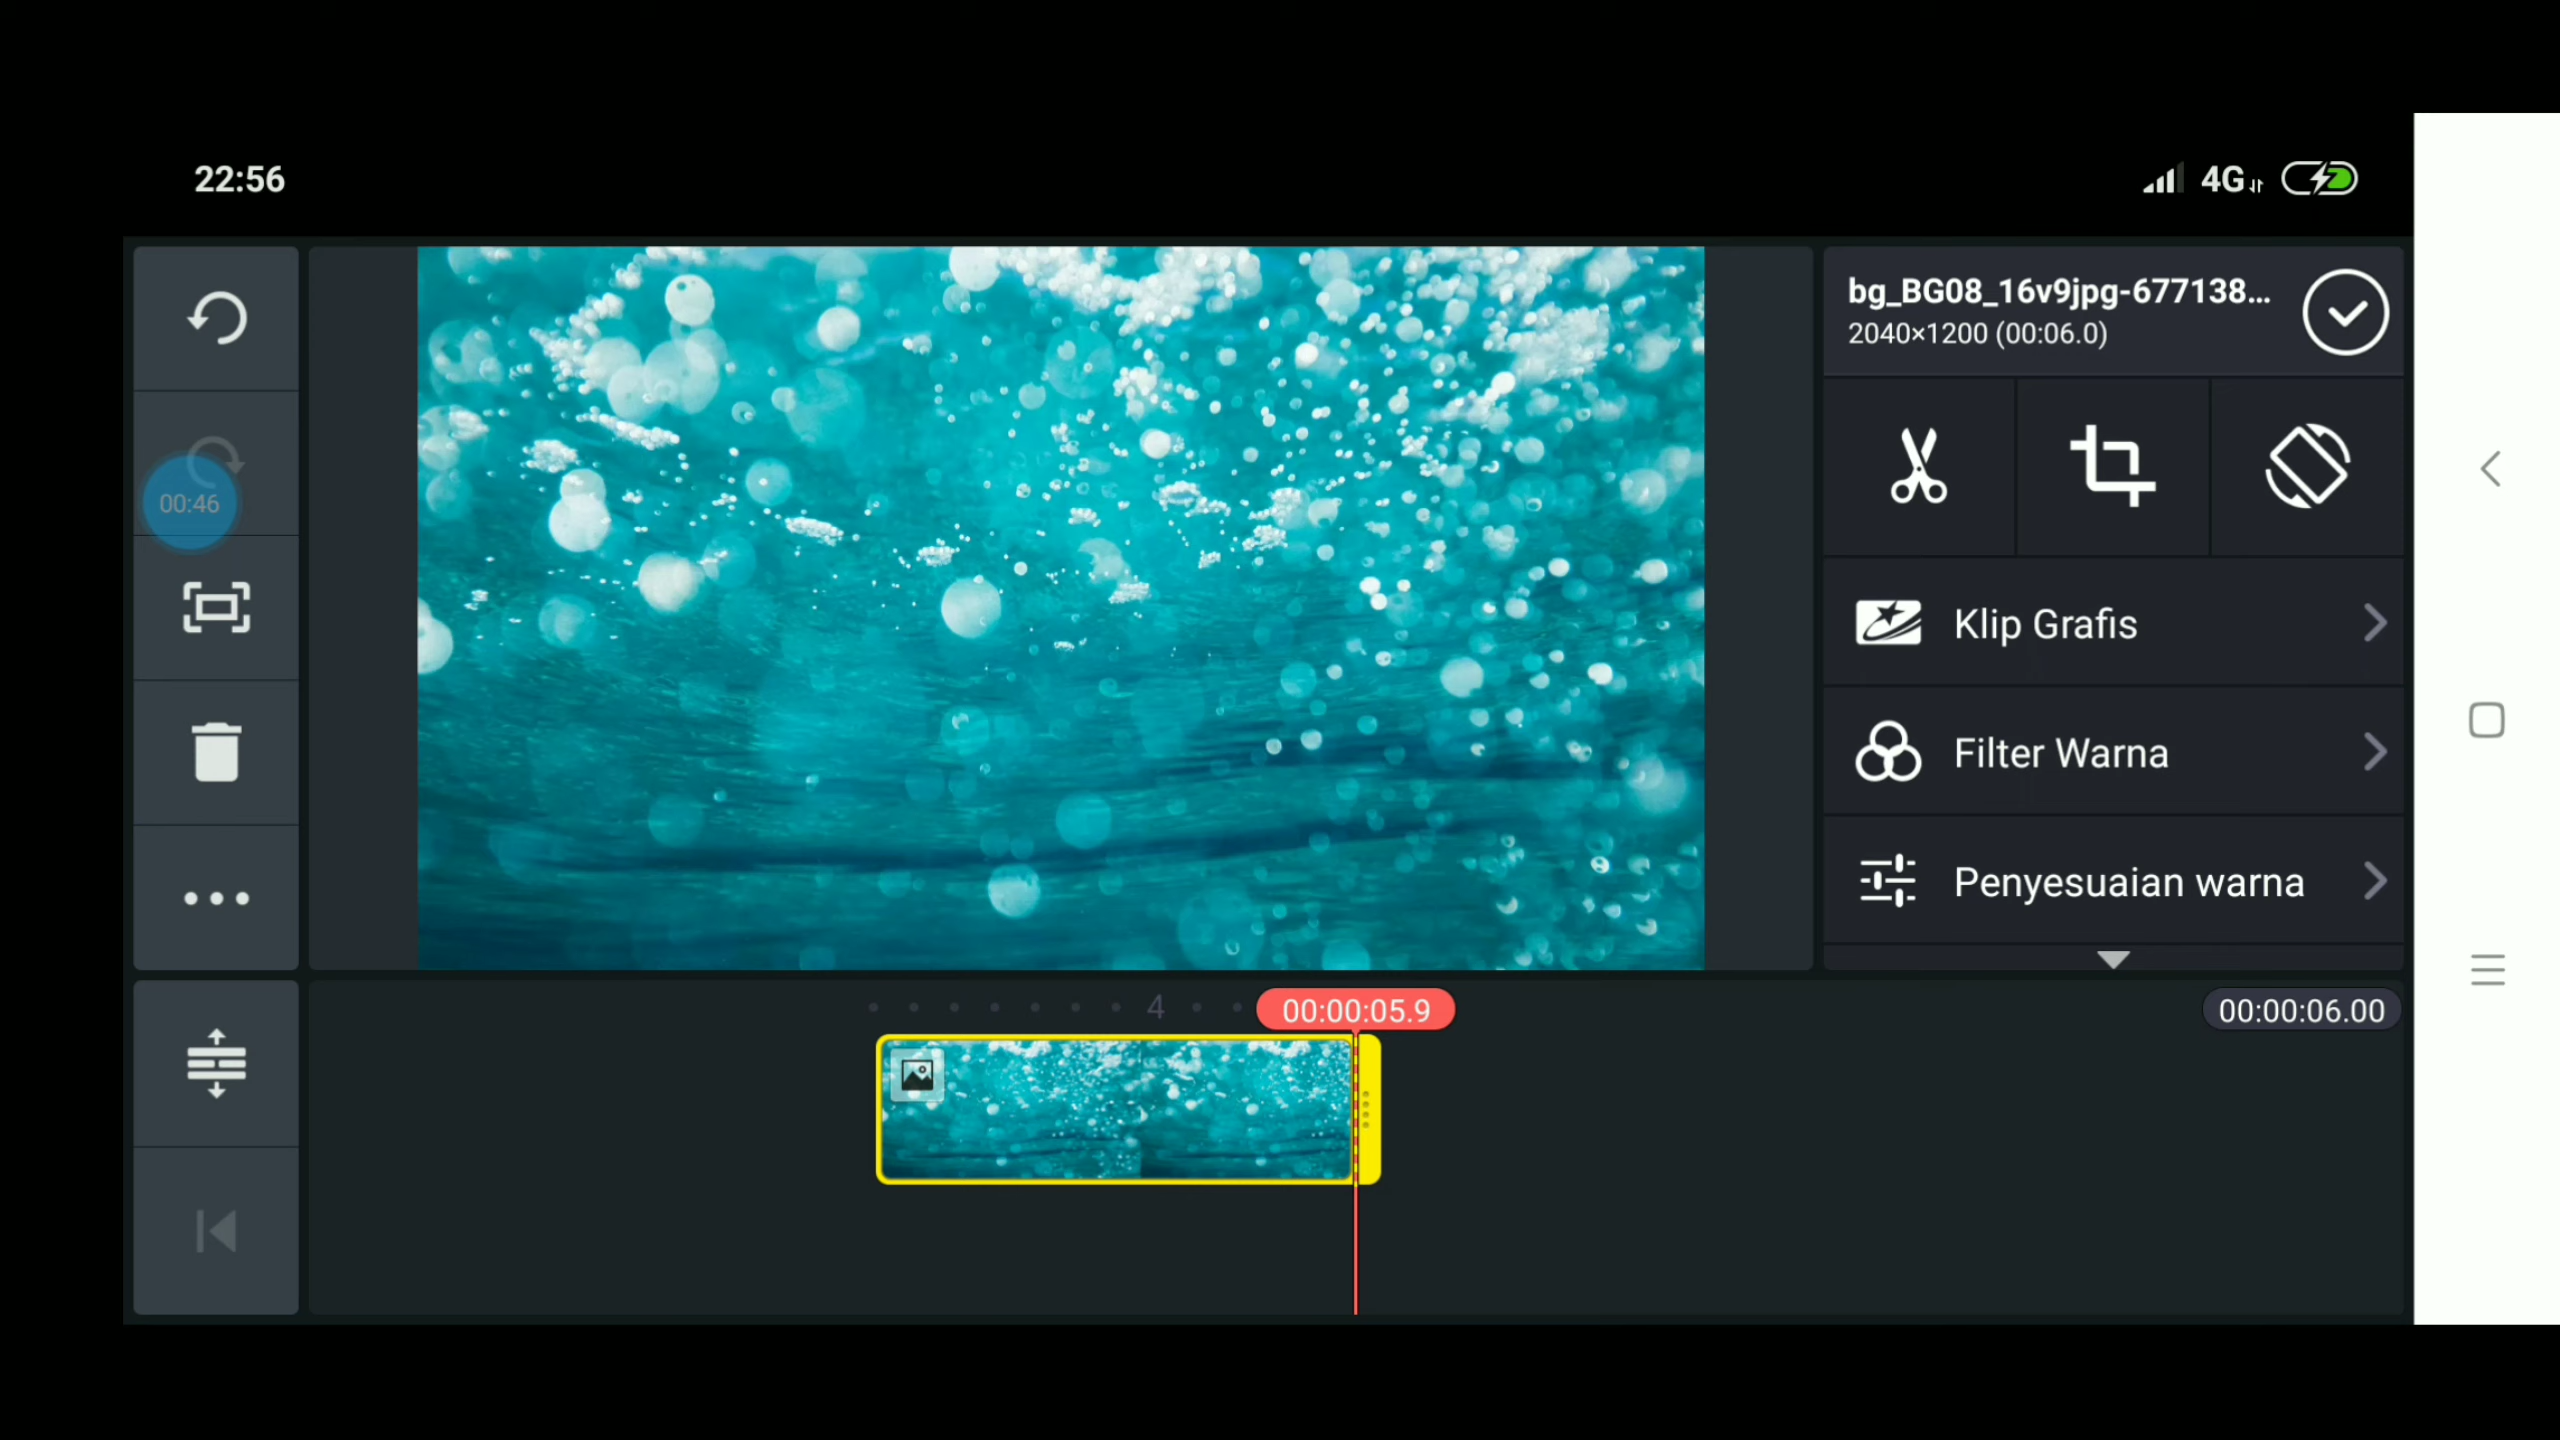 22:56
4G
bg_BG08_16v9jpg-677138...
2040×1200 (00:06.0)
00:46
Klip Grafis
Filter Warna
Penyesuaian warna
4
00:00:05.9
00:00:06.00